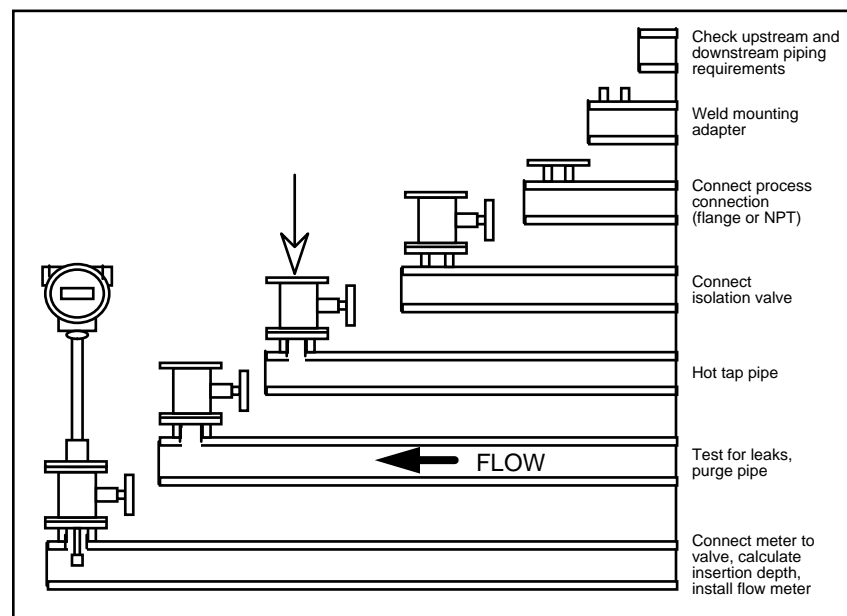 Check upstream and
downstream piping
requirements
Weld mounting
adapter
Connect process
connection
(flange or NPT)
Connect
isolation valve
Hot tap pipe
Test for leaks,
purge pipe
FLOW
Connect meter to
valve, calculate
insertion depth,
install flow meter